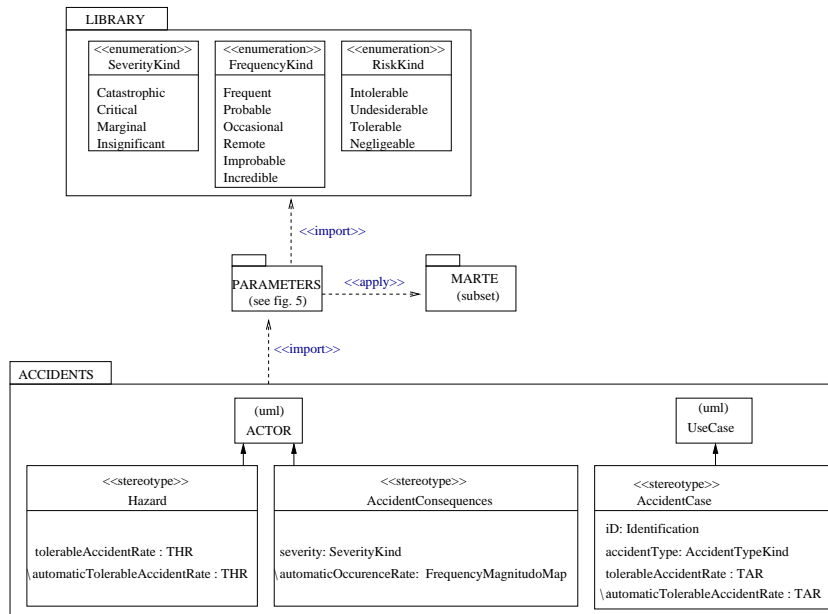 LIBRARY
<<enumeration>>
SeverityKind
Catastrophic
Critical
Marginal
Insignificant
<<enumeration>>
FrequencyKind
Frequent
Probable
Occasional
Remote
Improbable
Incredible
<<enumeration>>
RiskKind
Intolerable
Undesiderable
Tolerable
Negligeable
<<import>>
PARAMETERS
(see fig. 5)
<<apply>>
MARTE
(subset)
<<import>>
ACCIDENTS
(uml)
ACTOR
(uml)
UseCase
<<stereotype>>
Hazard
tolerableAccidentRate : THR
\automaticTolerableAccidentRate : THR
<<stereotype>>
AccidentConsequences
severity: SeverityKind
\automaticOccurenceRate: FrequencyMagnitudoMap
<<stereotype>>
AccidentCase
iD: Identification
accidentType: AccidentTypeKind
tolerableAccidentRate : TAR
\automaticTolerableAccidentRate : TAR